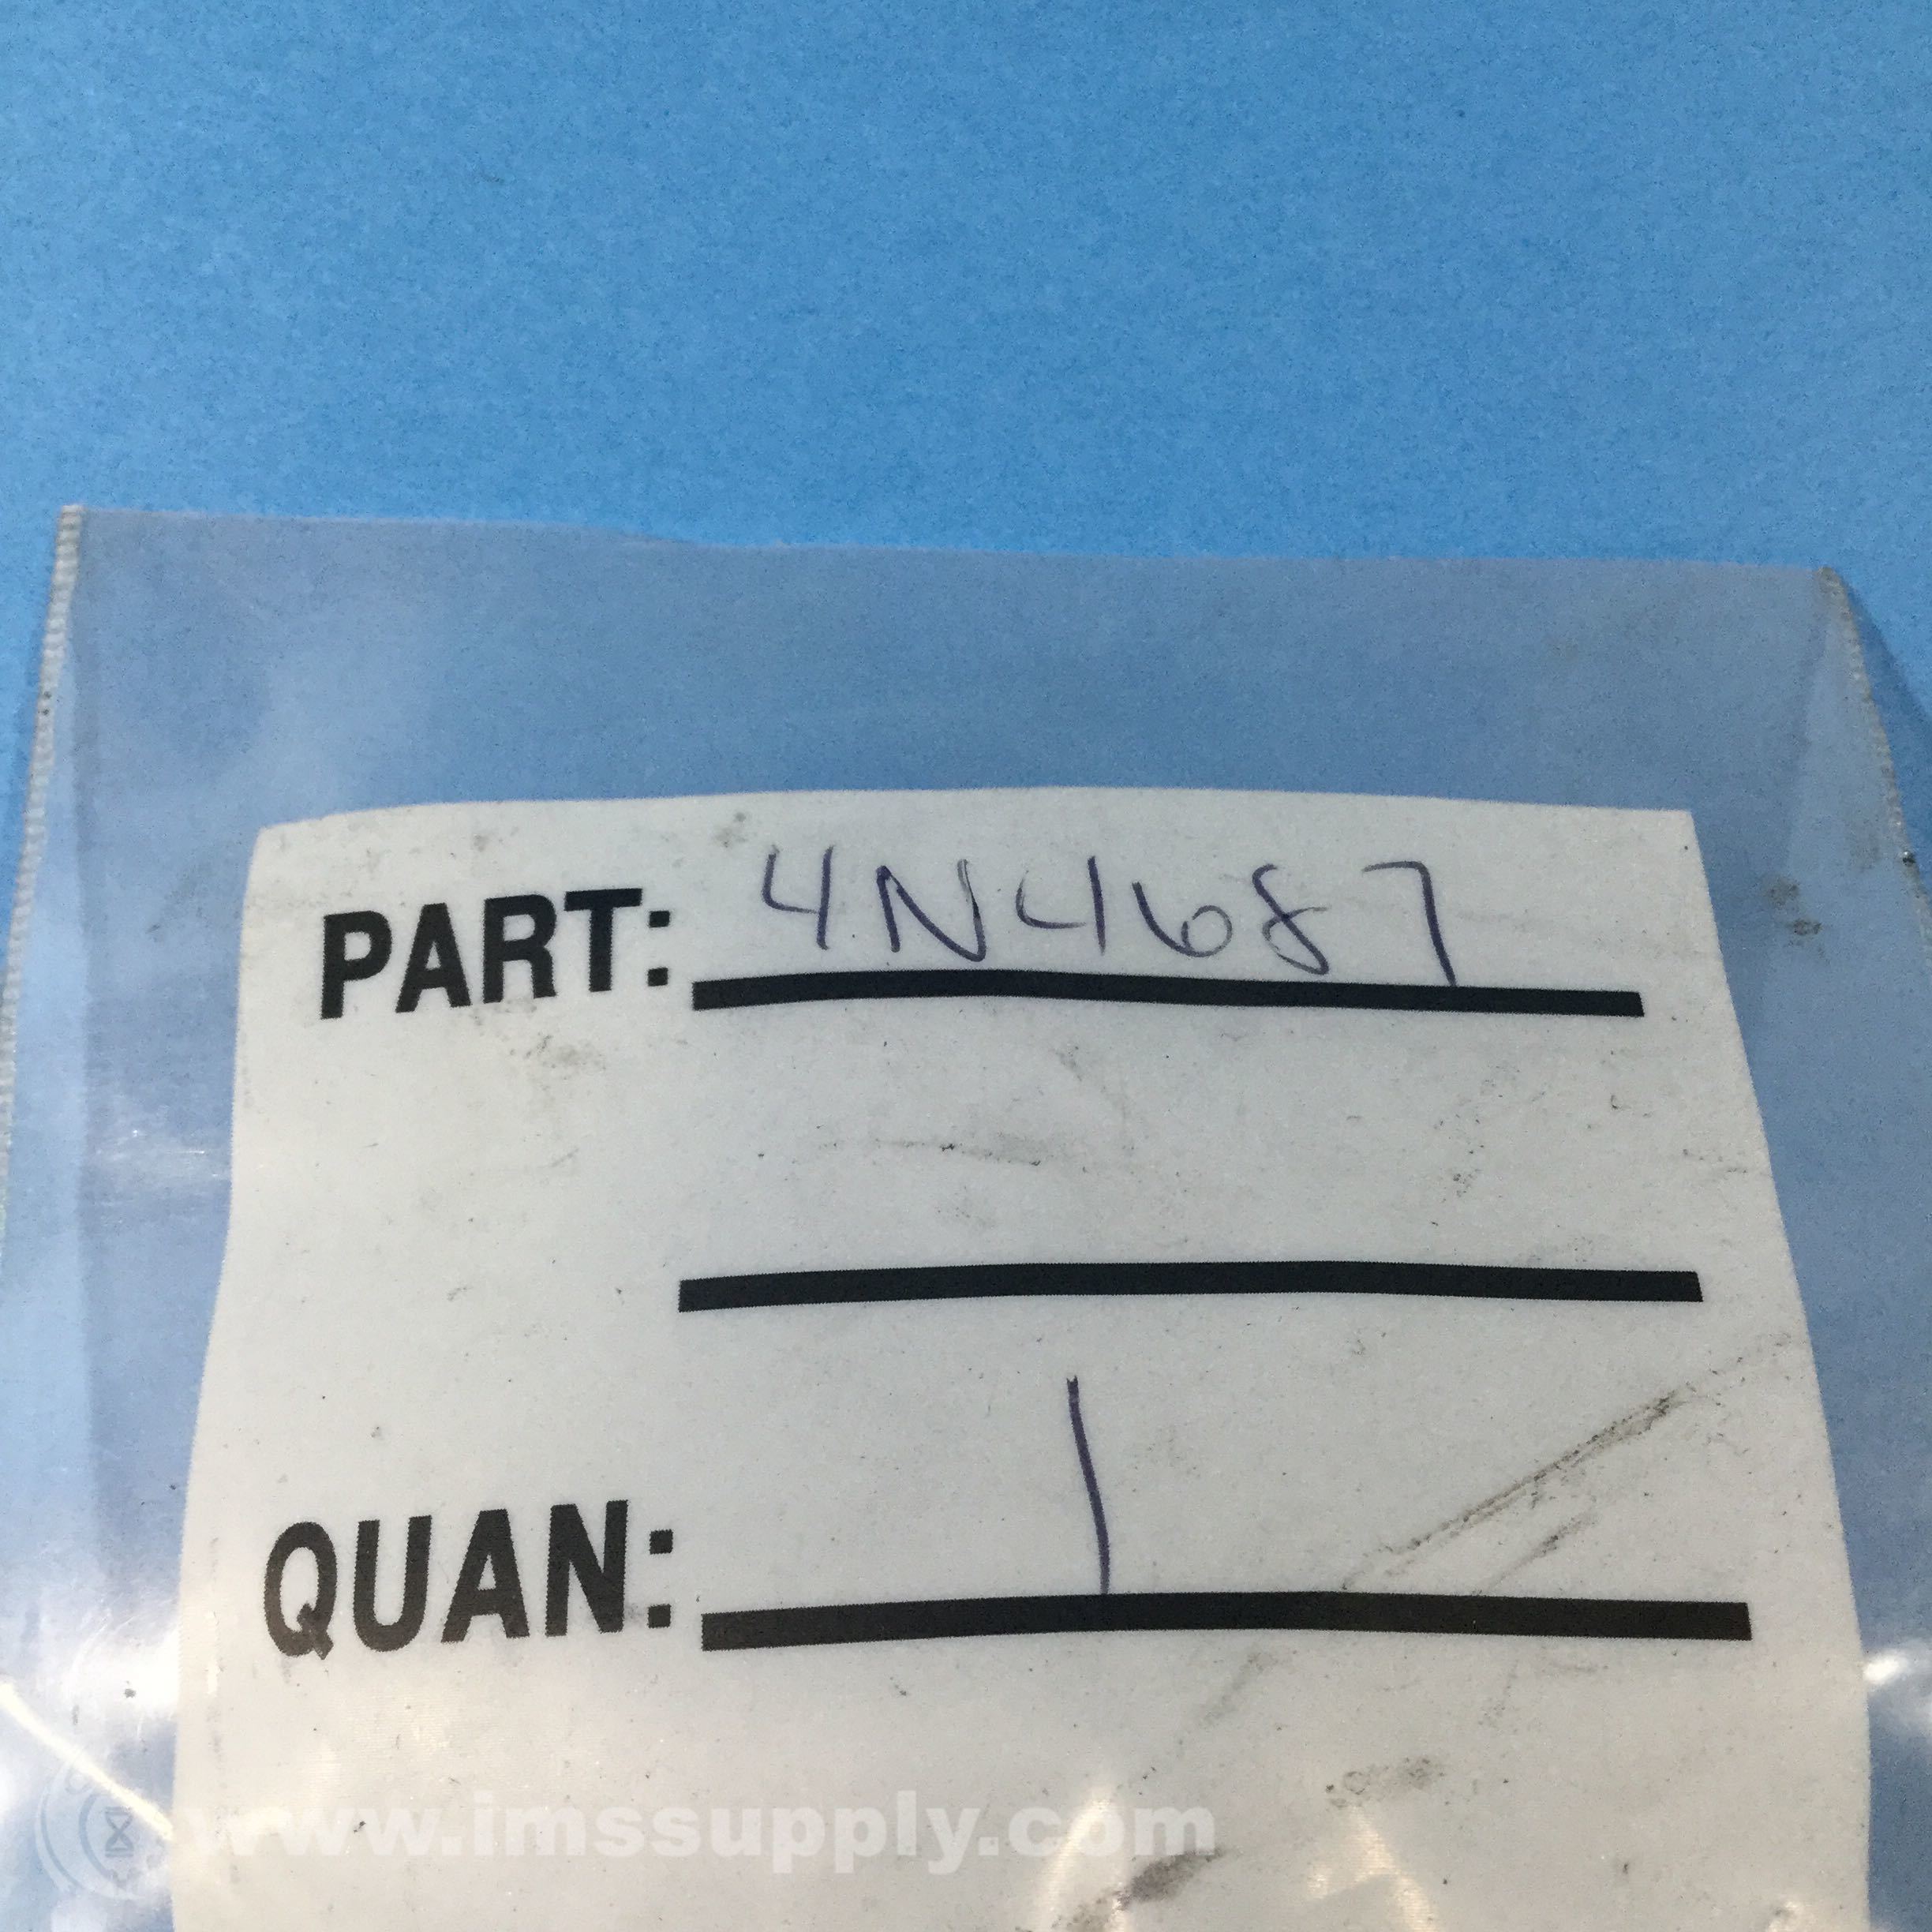 PART: 4N4687
QUAN: 1
www.imssupply.com